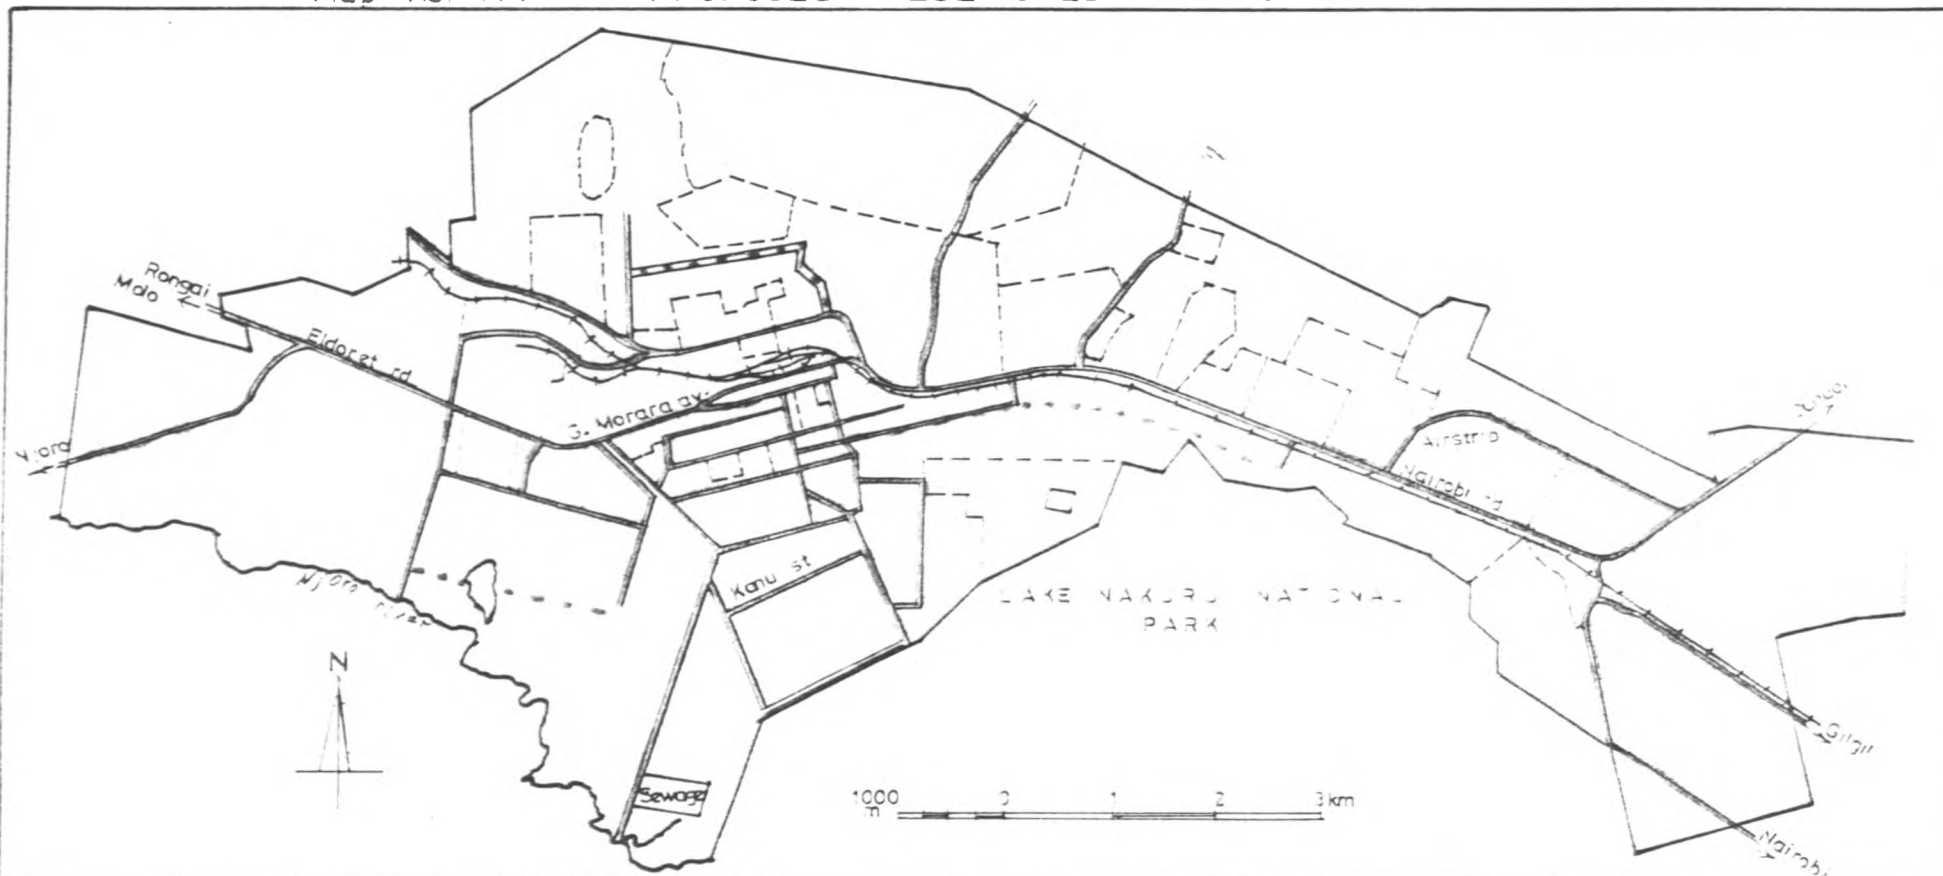 Rongai
Molo
Eldoret rd.
Njoro
G. Morara av.
Airstrip
Nairobi rd
Njoro river
Kanu st
LAKE NAKURU NATIONAL
PARK
N
Sewage
1000 0 1 2 3 km
m
Gilgil
Nairobi